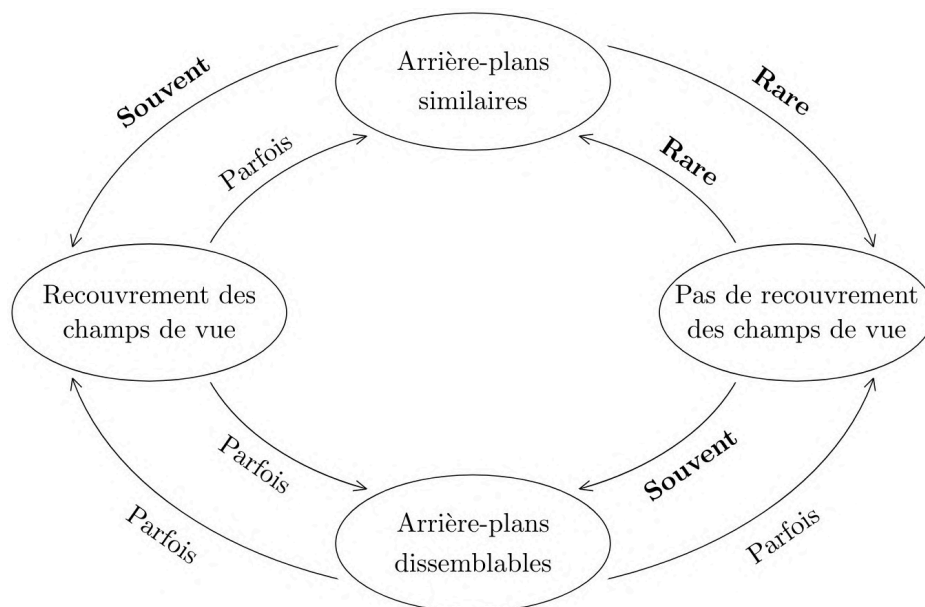 Arrière-plans
similaires
Souvent
Rare
Parfois
Rare
Recouvrement des
champs de vue
Pas de recouvrement
des champs de vue
Parfois
Souvent
Parfois
Parfois
Arrière-plans
dissemblables